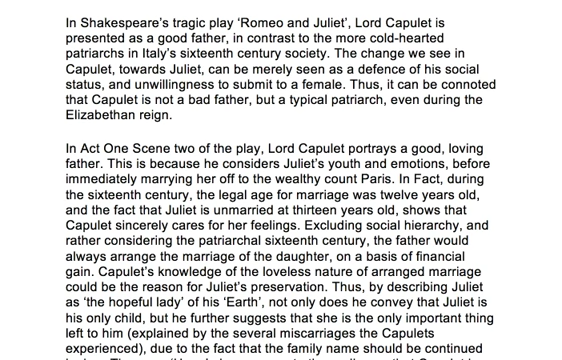 In Shakespeare's tragic play 'Romeo and Juliet', Lord Capulet is
presented as a good father, in contrast to the more cold-hearted
patriarchs in Italy's sixteenth century society. The change we see in
Capulet, towards Juliet, can be merely seen as a defence of his social
status, and unwillingness to submit to a female. Thus, it can be connoted
that Capulet is not a bad father, but a typical patriarch, even during the
Elizabethan reign.

In Act One Scene two of the play, Lord Capulet portrays a good, loving
father. This is because he considers Juliet's youth and emotions, before
immediately marrying her off to the wealthy count Paris. In Fact, during
the sixteenth century, the legal age for marriage was twelve years old,
and the fact that Juliet is unmarried at thirteen years old, shows that
Capulet sincerely cares for her feelings. Excluding social hierarchy, and
rather considering the patriarchal sixteenth century, the father would
always arrange the marriage of the daughter, on a basis of financial
gain. Capulet's knowledge of the loveless nature of arranged marriage
could be the reason for Juliet's preservation. Thus, by describing Juliet
as 'the hopeful lady' of his 'Earth', not only does he convey that Juliet is
his only child, but he further suggests that she is the only important thing
left to him (explained by the several miscarriages the Capulets
experienced), due to the fact that the family name should be continued